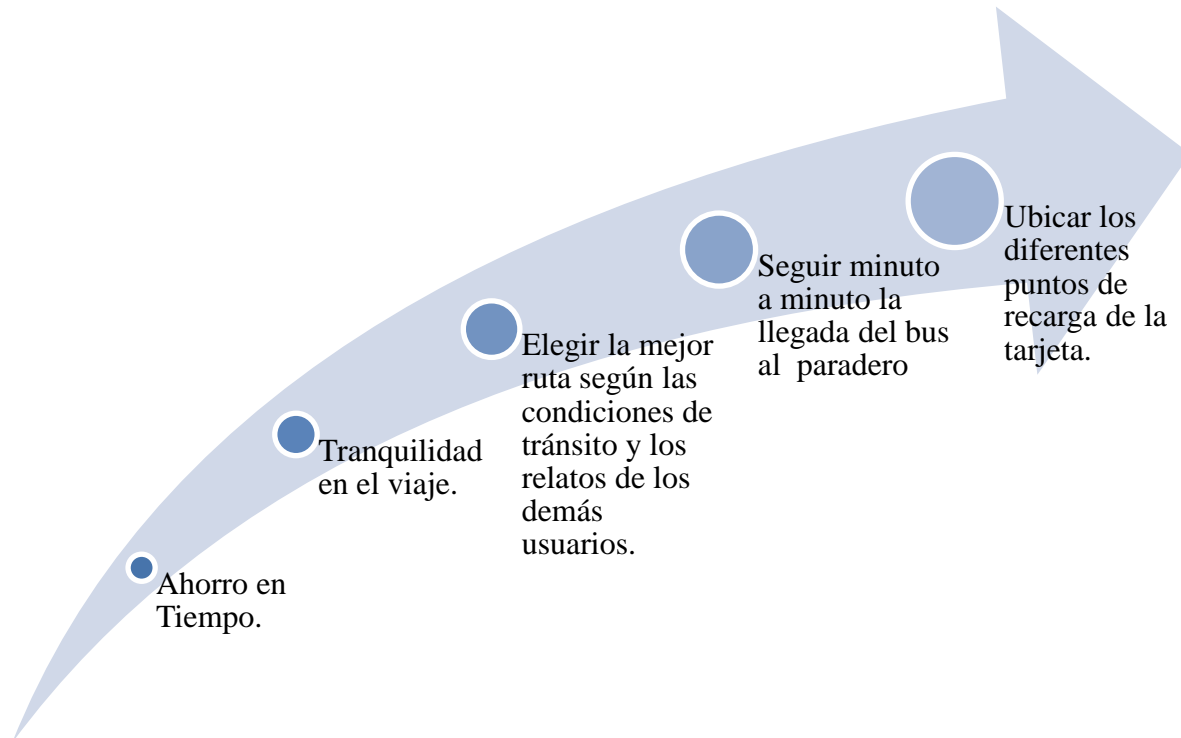 Ahorro en
Tiempo.
Tranquilidad
en el viaje.
Elegir la mejor
ruta según las
condiciones de
tránsito y los
relatos de los
demás
usuarios.
Seguir minuto
a minuto la
llegada del bus
al  paradero
Ubicar los
diferentes
puntos de
recarga de la
tarjeta.